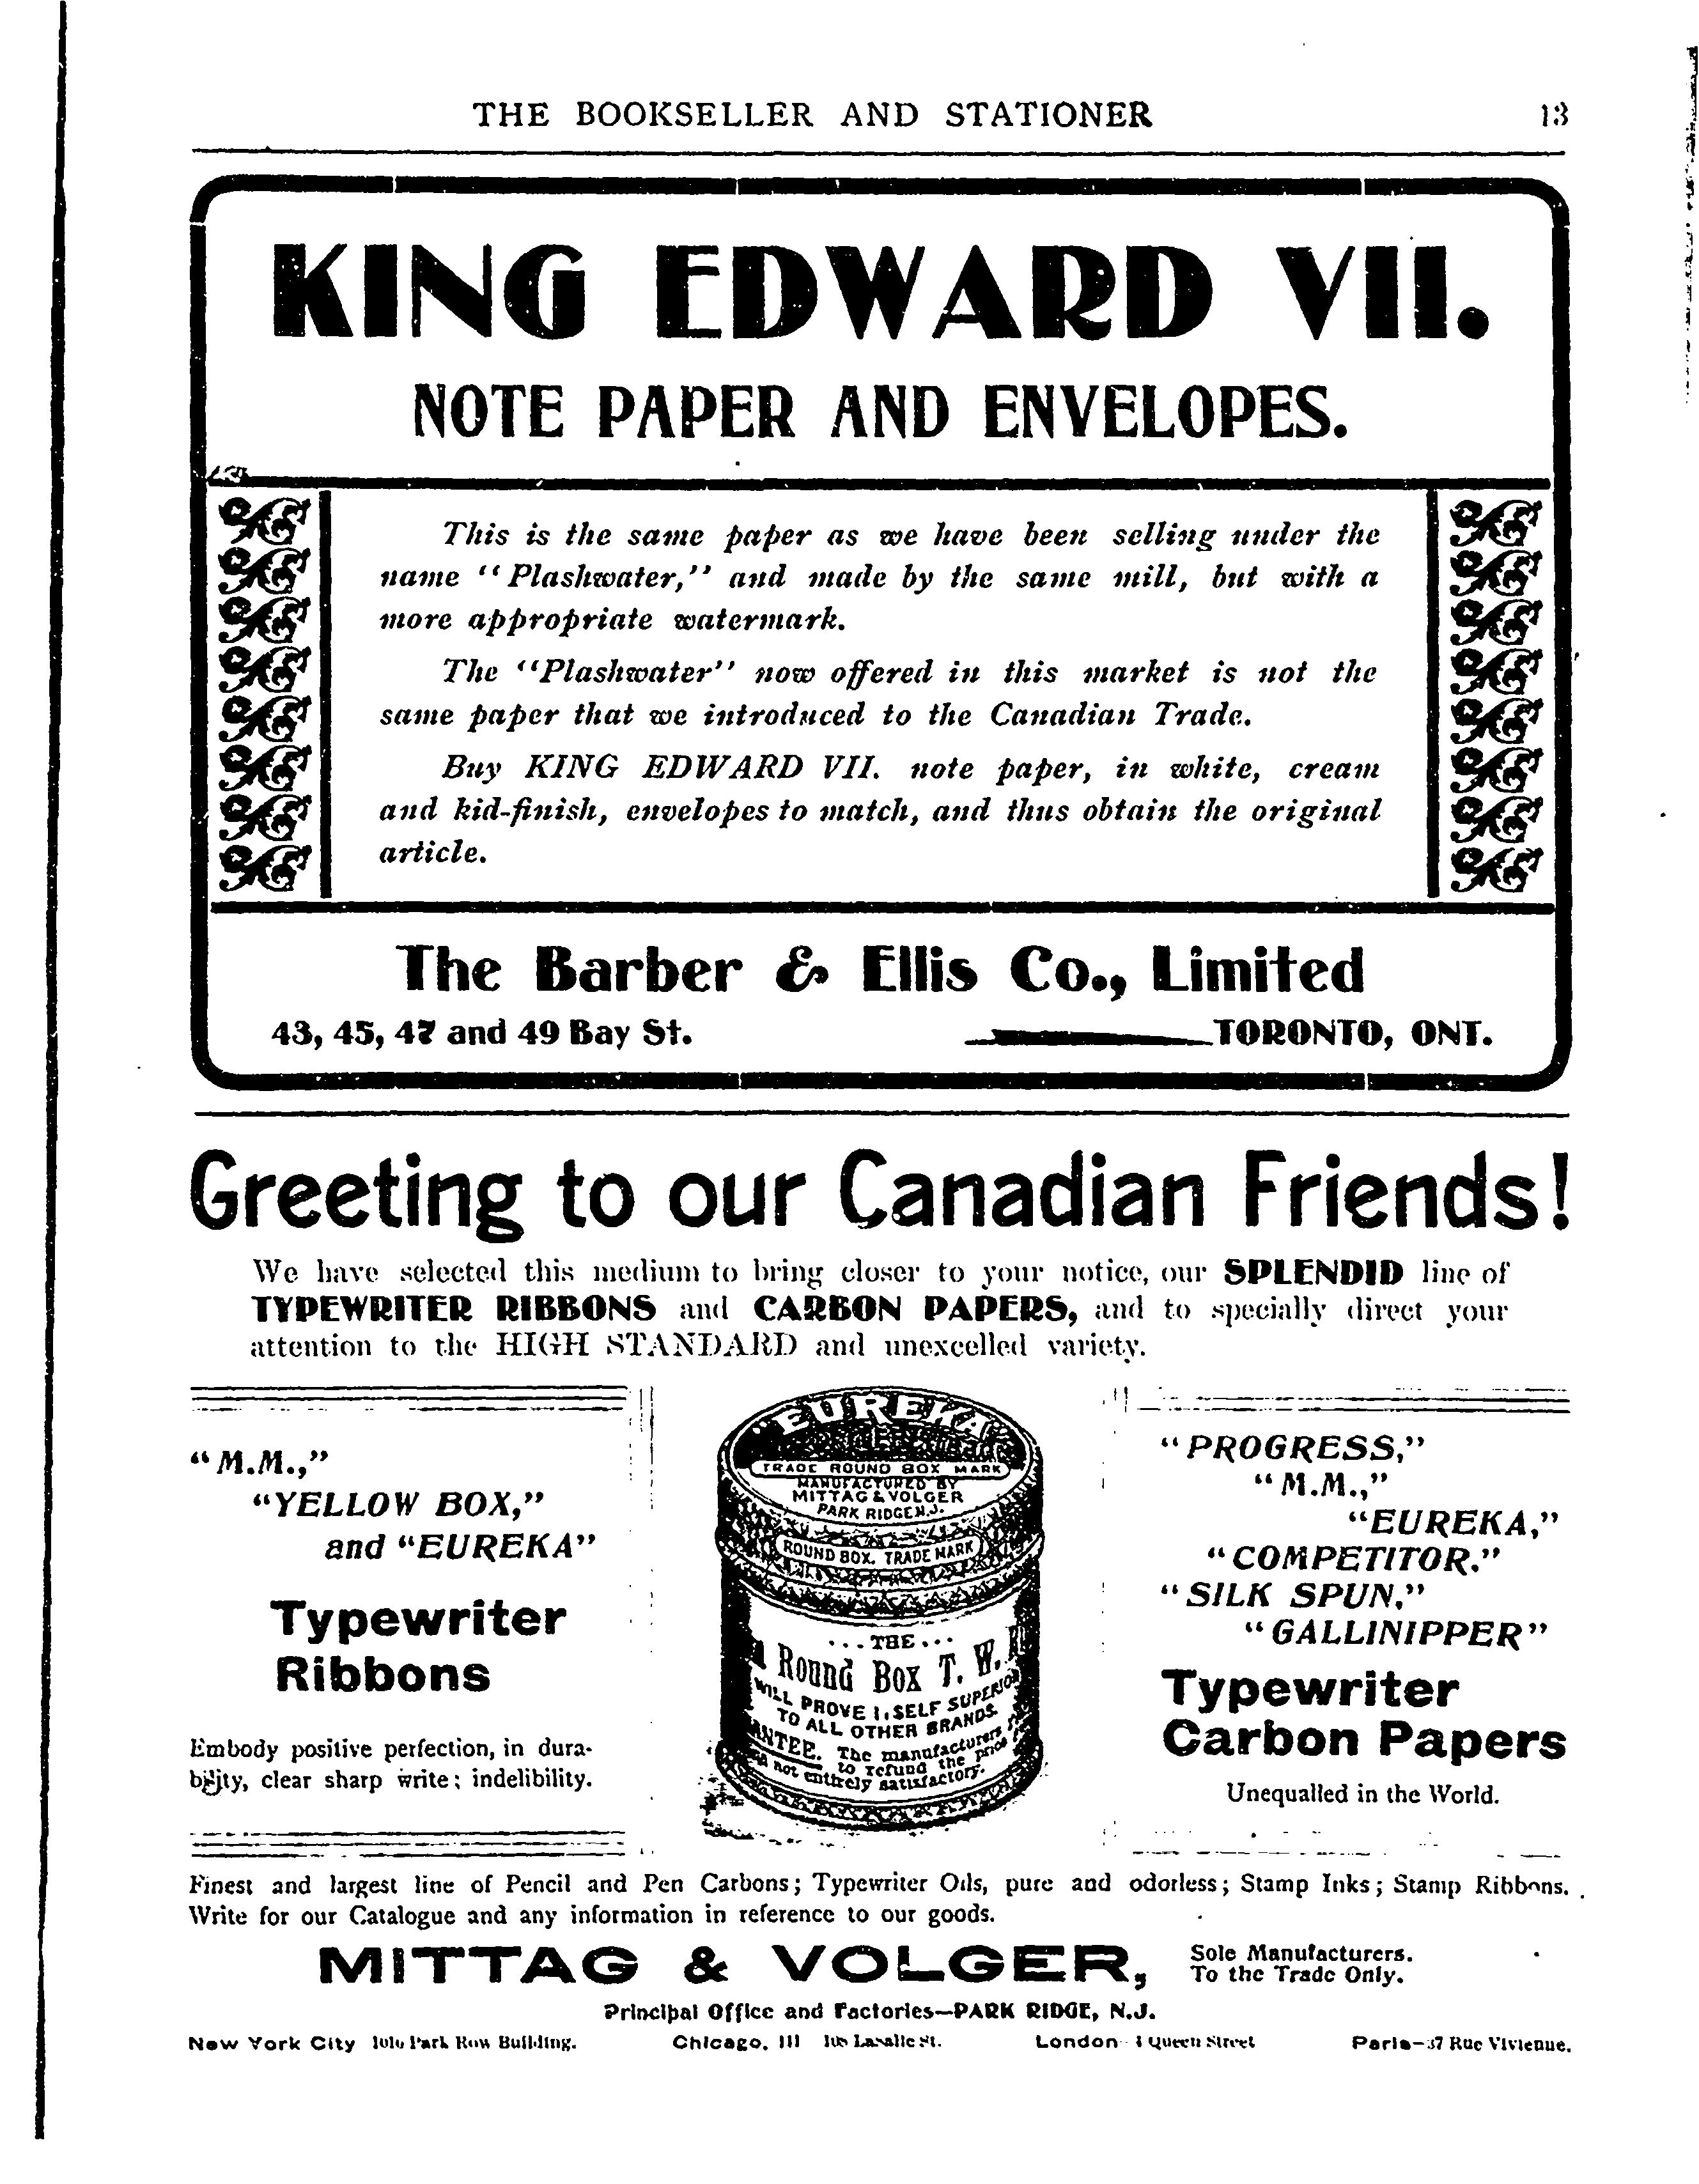 THE BOOKSELLER AND STATIONER 13
KING EDWARD VII.
NOTE PAPER AND ENVELOPES.
This is the same paper as we have been selling under the
name "Plashwater," and made by the same mill, but with a
more appropriate watermark.
The "Plashwater" now offered in this market is not the
same paper that we introduced to the Canadian Trade.
Buy KING EDWARD VII. note paper, in white, cream
and kid-finish, envelopes to match, and thus obtain the original
article.
The Barber & Ellis Co., Limited
43, 45, 47 and 49 Bay St. TORONTO, ONT.
Greeting to our Canadian Friends!
We have selected this medium to bring closer to your notice, our SPLENDID line of
TYPEWRITER RIBBONS and CARBON PAPERS, and to specially direct your
attention to the HIGH STANDARD and unexcelled variety.
"M.M.,"
"YELLOW BOX,"
and "EUREKA"
Typewriter
Ribbons
Embody positive perfection, in dura-
bility, clear sharp write; indelibility.
"EUREKA"
TRADE ROUND BOX MARK
MANUFACTURED BY
MITTAG & VOLGER
PARK RIDGE N.J.
ROUND BOX. TRADE MARK
...THE...
Round Box T. W.
WILL PROVE ITSELF SUPERIOR
TO ALL OTHER BRANDS.
The manufacturers
to refund the price
not entirely satisfactory.
"PROGRESS,"
"M.M.,"
"EUREKA,"
"COMPETITOR."
"SILK SPUN,"
"GALLINIPPER"
Typewriter
Carbon Papers
Unequalled in the World.
Finest and largest line of Pencil and Pen Carbons; Typewriter Oils, pure and odorless; Stamp Inks; Stamp Ribbons.
Write for our Catalogue and any information in reference to our goods.
MITTAG & VOLGER, Sole Manufacturers.
To the Trade Only.
Principal Office and Factories—PARK RIDGE, N.J.
New York City Park Row Building. Chicago, Ill Lasalle St. London Queen Street Paris—37 Rue Vivienue.